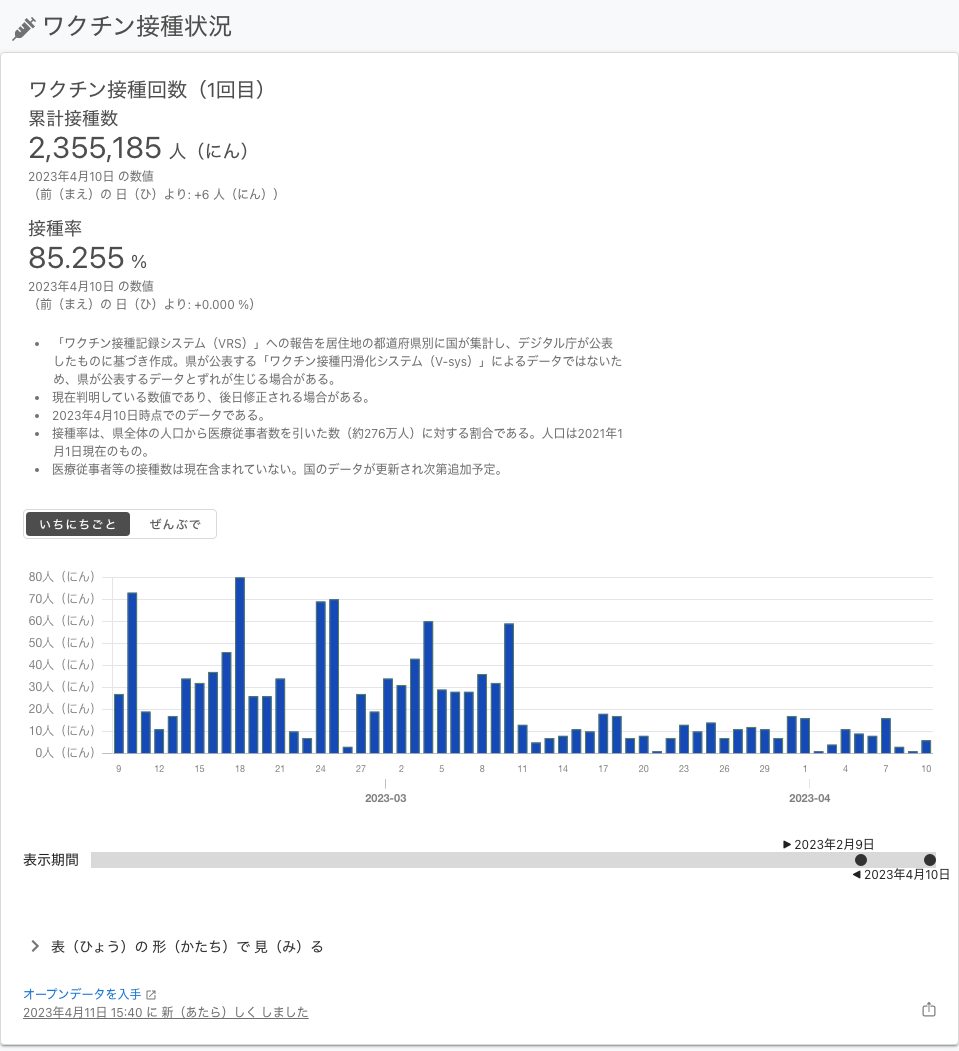 ワクチン接種状況
ワクチン接種回数（1回目）
累計接種数
2,355,185 人（にん）
2023年4月10日 の数値
（前（まえ）の 日（ひ）より: +6 人（にん））
接種率
85.255 %
2023年4月10日 の数値
（前（まえ）の 日（ひ）より: +0.000 %）
• 「ワクチン接種記録システム（VRS）」への報告を居住地の都道府県別に国が集計し、デジタル庁が公表
したものに基づき作成。県が公表する「ワクチン接種円滑化システム（V-sys）」によるデータではないた
め、県が公表するデータとずれが生じる場合がある。
• 現在判明している数値であり、後日修正される場合がある。
• 2023年4月10日時点でのデータである。
• 接種率は、県全体の人口から医療従事者数を引いた数（約276万人）に対する割合である。人口は2021年1
月1日現在のもの。
• 医療従事者等の接種数は現在含まれていない。国のデータが更新され次第追加予定。
いちにちごと ぜんぶで
80人（にん）
70人（にん）
60人（にん）
50人（にん）
40人（にん）
30人（にん）
20人（にん）
10人（にん）
0人（にん）
9 12 15 18 21 24 27 2 5 8 11 14 17 20 23 26 29 1 4 7 10
2023-03 2023-04
2023年2月9日
表示期間
2023年4月10日
表（ひょう）の 形（かたち）で 見（み）る
オープンデータを入手
2023年4月11日 15:40 に 新（あたら）しく しました